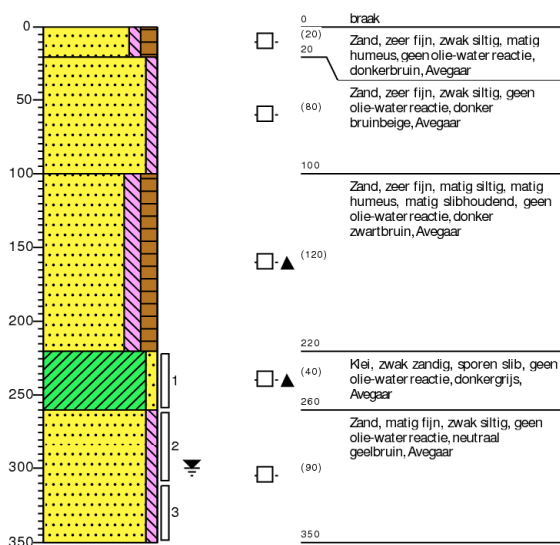 0
50
100
150
200
250
300
350
1
2
3
0
braak
(20)
20
Zand, zeer fijn, zwak siltig, matig
humeus, geen olie-water reactie,
donkerbruin, Avegaar
(80)
Zand, zeer fijn, zwak siltig, geen
olie-water reactie, donker
bruinbeige, Avegaar
100
Zand, zeer fijn, matig siltig, matig
humeus, matig slibhoudend, geen
olie-water reactie, donker
zwartbruin, Avegaar
(120)
220
(40)
Klei, zwak zandig, sporen slib, geen
olie-water reactie, donkergrijs,
Avegaar
260
Zand, matig fijn, zwak siltig, geen
olie-water reactie, neutraal
geelbruin, Avegaar
(90)
350